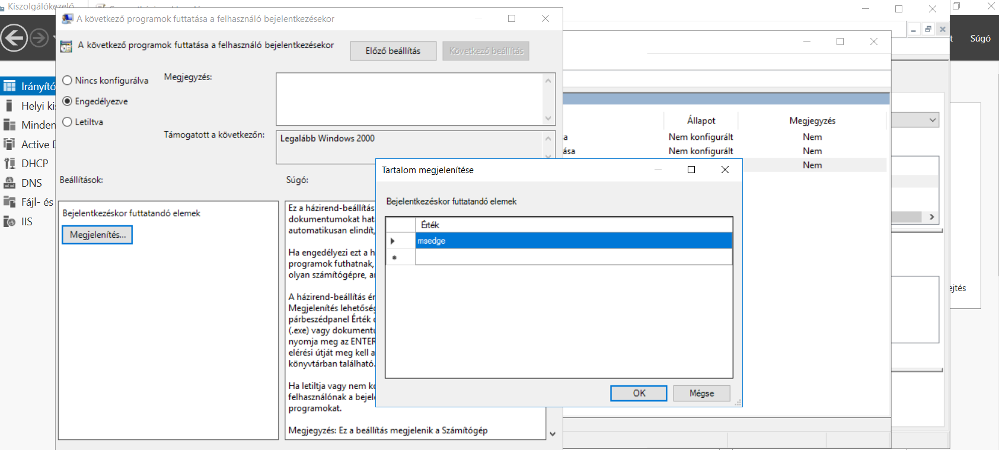 Kiszolgálókezelő
A következő programok futtatása a felhasználó bejelentkezésekor
A következő programok futtatása a felhasználó bejelentkezésekor
Előző beállítás
Következő beállítás
Súgó
Nincs konfigurálva
Megjegyzés:
Engedélyezve
Letiltva
Támogatott a következőn:
Legalább Windows 2000
Irányító
Helyi ki
Minden
Active D
DHCP
DNS
Fájl- és
IIS
Állapot
Megjegyzés
Nem konfigurált
Nem
ása
Nem konfigurált
Nem
Nem
Beállítások:
Súgó:
Bejelentkezéskor futtatandó elemek
Megjelenítés...
Ez a házirend-beállítás
dokumentumokat hat
automatikusan elindít,
Ha engedélyezi ezt a h
programok futhatnak,
olyan számítógépre, a
A házirend-beállítás é
Megjelenítés lehetősé
párbeszédpanel Érték
(.exe) vagy dokument
nyomja meg az ENTER
elérési útját meg kell a
könyvtárban található.
Ha letiltja vagy nem k
felhasználónak a bejel
programokat.
Megjegyzés: Ez a beállítás megjelenik a Számítógép
Tartalom megjelenítése
Bejelentkezéskor futtatandó elemek
Érték
msedge
OK
Mégse
ejtés